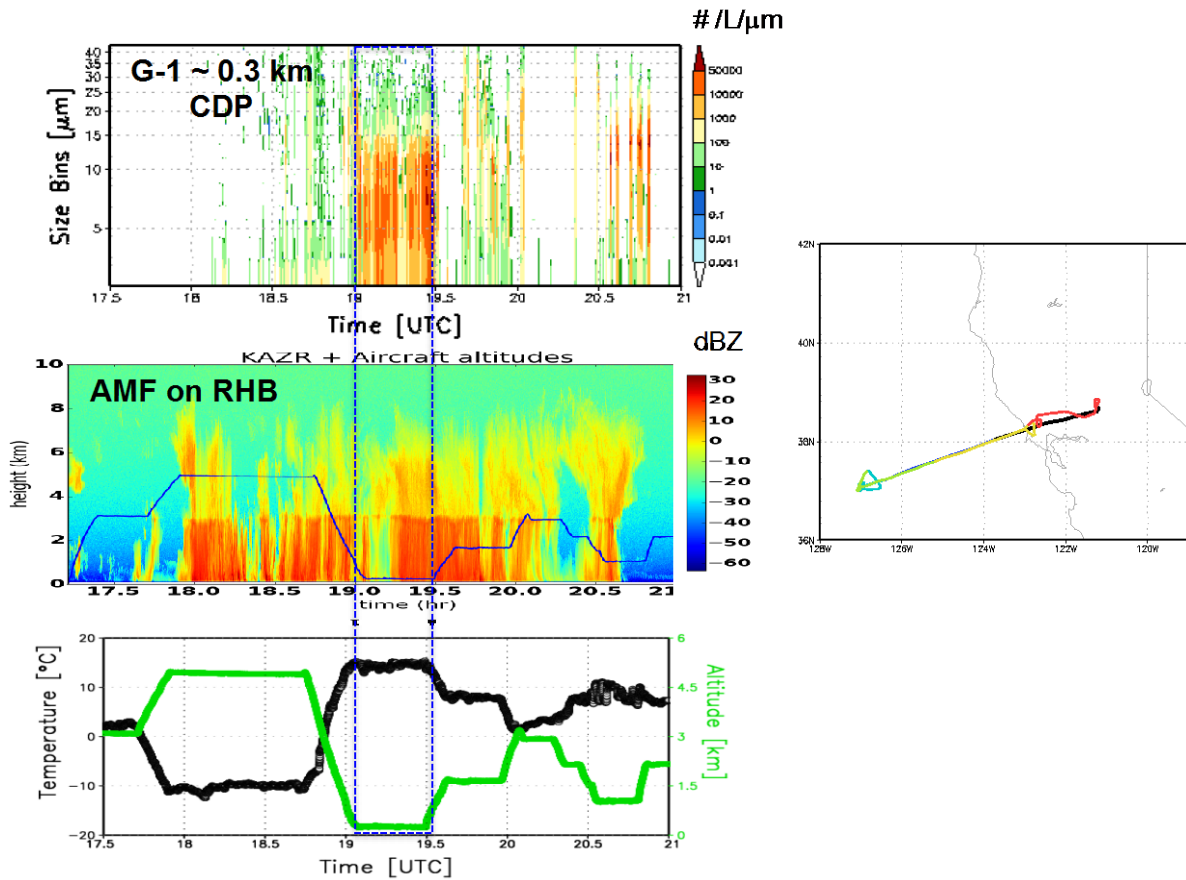 # /L/μm
G-1 ~ 0.3 km
CDP
Size Bins [μm]
40
35
30
25
20
15
10
5
17.5 18 18.5 19 19.5 20 20.5 21
Time [UTC]
50000
10000
1000
100
10
1
0.1
0.01
0.001
KAZR + Aircraft altitudes
dBZ
AMF on RHB
height (km)
10
8
6
4
2
0
17.5 18.0 18.5 19.0 19.5 20.0 20.5 21
time (hr)
30
20
10
0
−10
−20
−30
−40
−50
−60
Temperature [°C]
20
10
0
−10
−20
6
4.5
3
1.5
0
Altitude [km]
17.5 18 18.5 19 19.5 20 20.5 21
Time [UTC]
42N
40N
38N
36N
128W 126W 124W 122W 120W